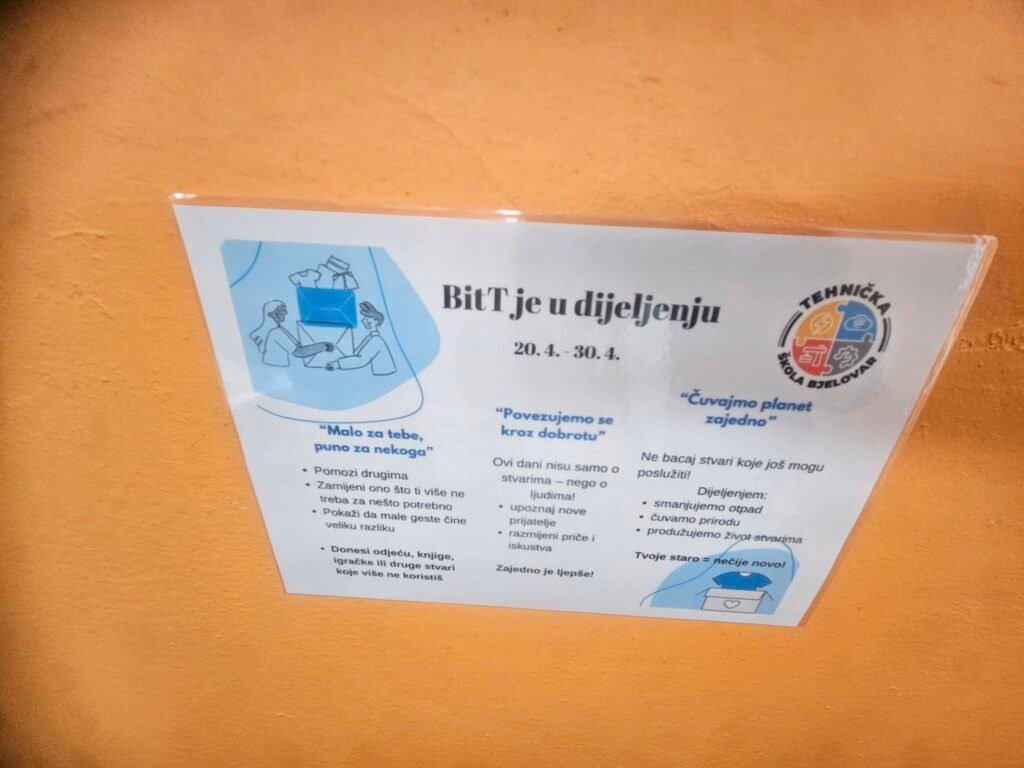 BitT je u dijeljenju
20. 4. - 30. 4.
TEHNIČKA
ŠKOLA BJELOVAR
“Malo za tebe,
puno za nekoga”
• Pomozi drugima
• Zamijeni ono što ti više ne
treba za nešto potrebno
• Pokaži da male geste čine
veliku razliku
• Donesi odjeću, knjige,
igračke ili druge stvari
koje više ne koristiš
“Povezujemo se
kroz dobrotu”
Ovi dani nisu samo o
stvarima – nego o
ljudima!
• upoznaj nove
prijatelje
• razmijeni priče i
iskustva
Zajedno je ljepše!
“Čuvajmo planet
zajedno”
Ne bacaj stvari koje još mogu
poslužiti!
Dijeljenjem:
• smanjujemo otpad
• čuvamo prirodu
• produžujemo život stvarima
Tvoje staro = nečije novo!